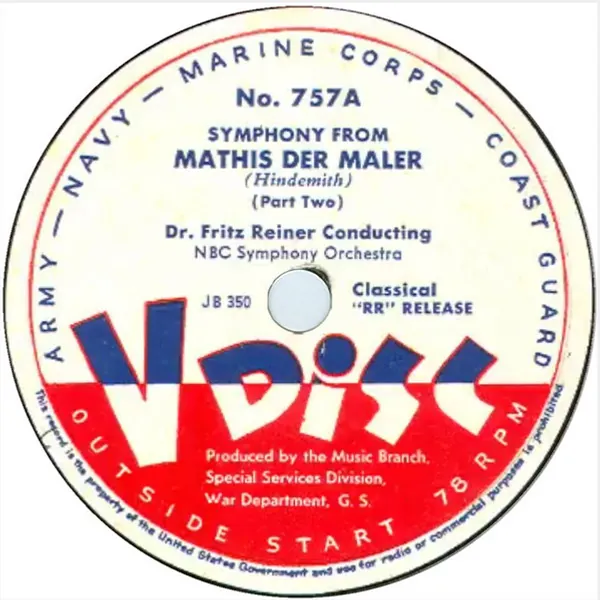 ARMY — NAVY — MARINE CORPS — COAST GUARD
No. 757A
SYMPHONY FROM
MATHIS DER MALER
(Hindemith)
(Part Two)
Dr. Fritz Reiner Conducting
NBC Symphony Orchestra
JB 350
Classical
"RR" RELEASE
V DiSC
Produced by the Music Branch,
Special Services Division,
War Department, G. S.
OUTSIDE START 78 RPM
This record is the property of the United States Government and use for radio or commercial purposes is prohibited.